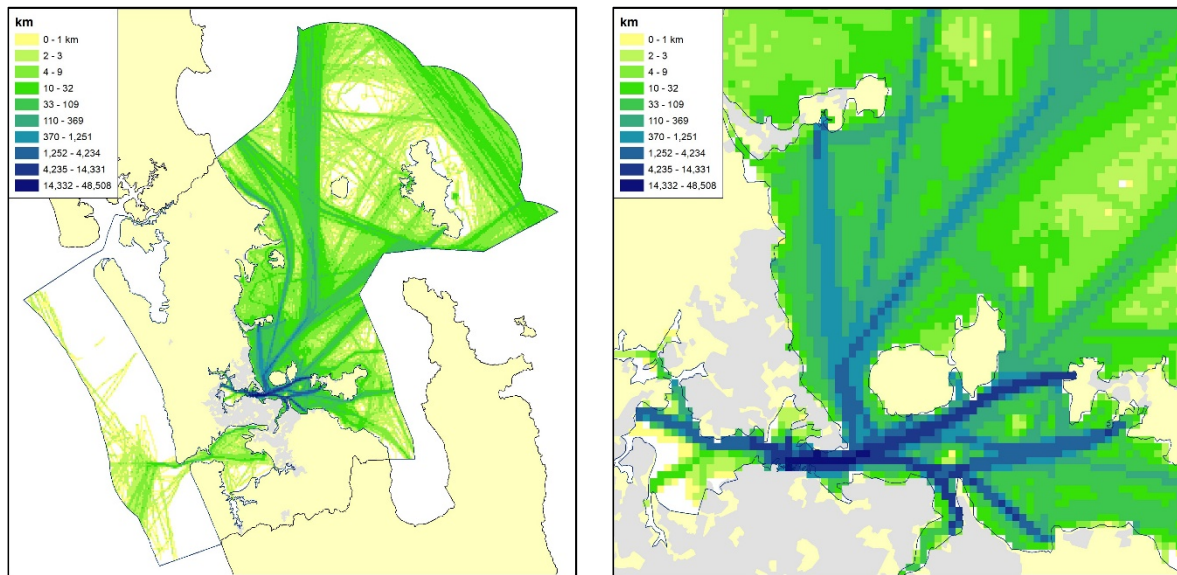 km
0 - 1 km
2 - 3
4 - 9
10 - 32
33 - 109
110 - 369
370 - 1,251
1,252 - 4,234
4,235 - 14,331
14,332 - 48,508
km
0 - 1 km
2 - 3
4 - 9
10 - 32
33 - 109
110 - 369
370 - 1,251
1,252 - 4,234
4,235 - 14,331
14,332 - 48,508